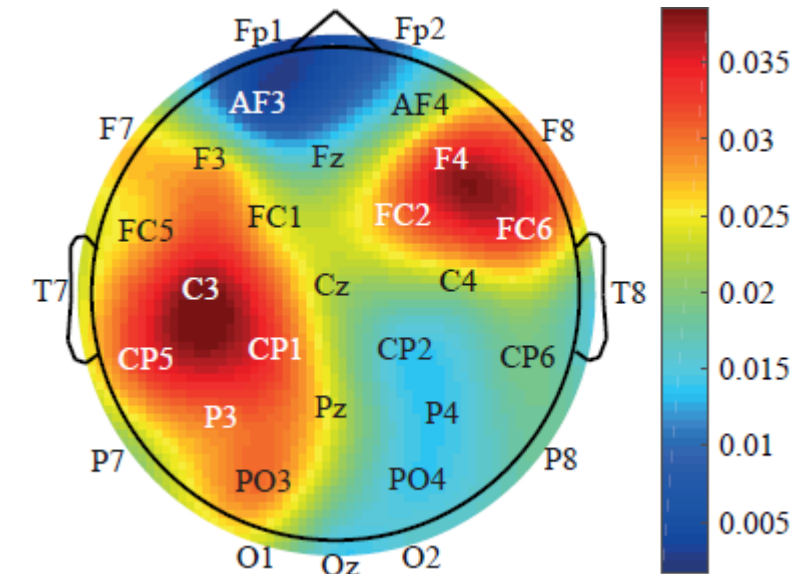 Fp1 Fp2
AF3 AF4
F7 F8
F3 Fz F4
FC5 FC1 FC2 FC6
T7 C3 Cz C4 T8
CP5 CP1 CP2 CP6
P3 Pz P4
P7 P8
PO3 PO4
O1 Oz O2
0.035
0.03
0.025
0.02
0.015
0.01
0.005